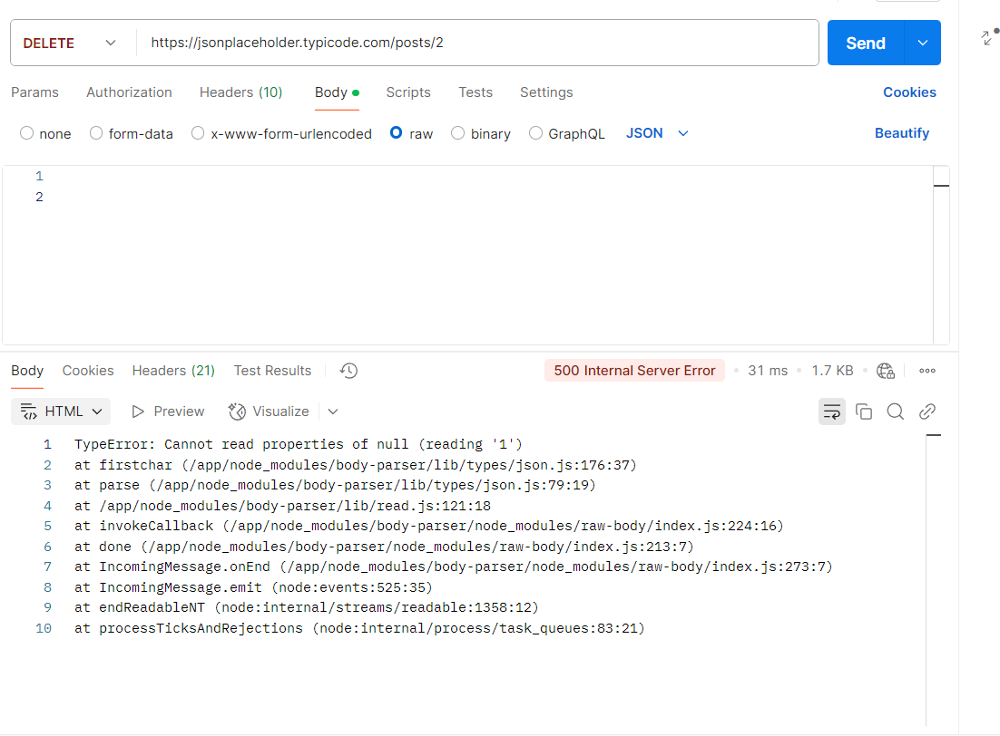 DELETE https://jsonplaceholder.typicode.com/posts/2 Send
Params Authorization Headers (10) Body Scripts Tests Settings Cookies
none form-data x-www-form-urlencoded raw binary GraphQL JSON Beautify
1
2
Body Cookies Headers (21) Test Results 500 Internal Server Error 31 ms 1.7 KB
HTML Preview Visualize
1 TypeError: Cannot read properties of null (reading '1')
2 at firstchar (/app/node_modules/body-parser/lib/types/json.js:176:37)
3 at parse (/app/node_modules/body-parser/lib/types/json.js:79:19)
4 at /app/node_modules/body-parser/lib/read.js:121:18
5 at invokeCallback (/app/node_modules/body-parser/node_modules/raw-body/index.js:224:16)
6 at done (/app/node_modules/body-parser/node_modules/raw-body/index.js:213:7)
7 at IncomingMessage.onEnd (/app/node_modules/body-parser/node_modules/raw-body/index.js:273:7)
8 at IncomingMessage.emit (node:events:525:35)
9 at endReadableNT (node:internal/streams/readable:1358:12)
10 at processTicksAndRejections (node:internal/process/task_queues:83:21)